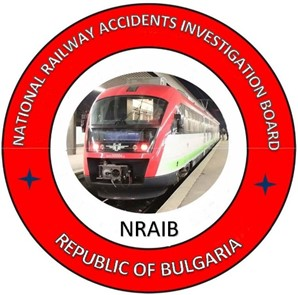 NATIONAL RAILWAY ACCIDENTS INVESTIGATION BOARD
NRAIB
REPUBLIC OF BULGARIA